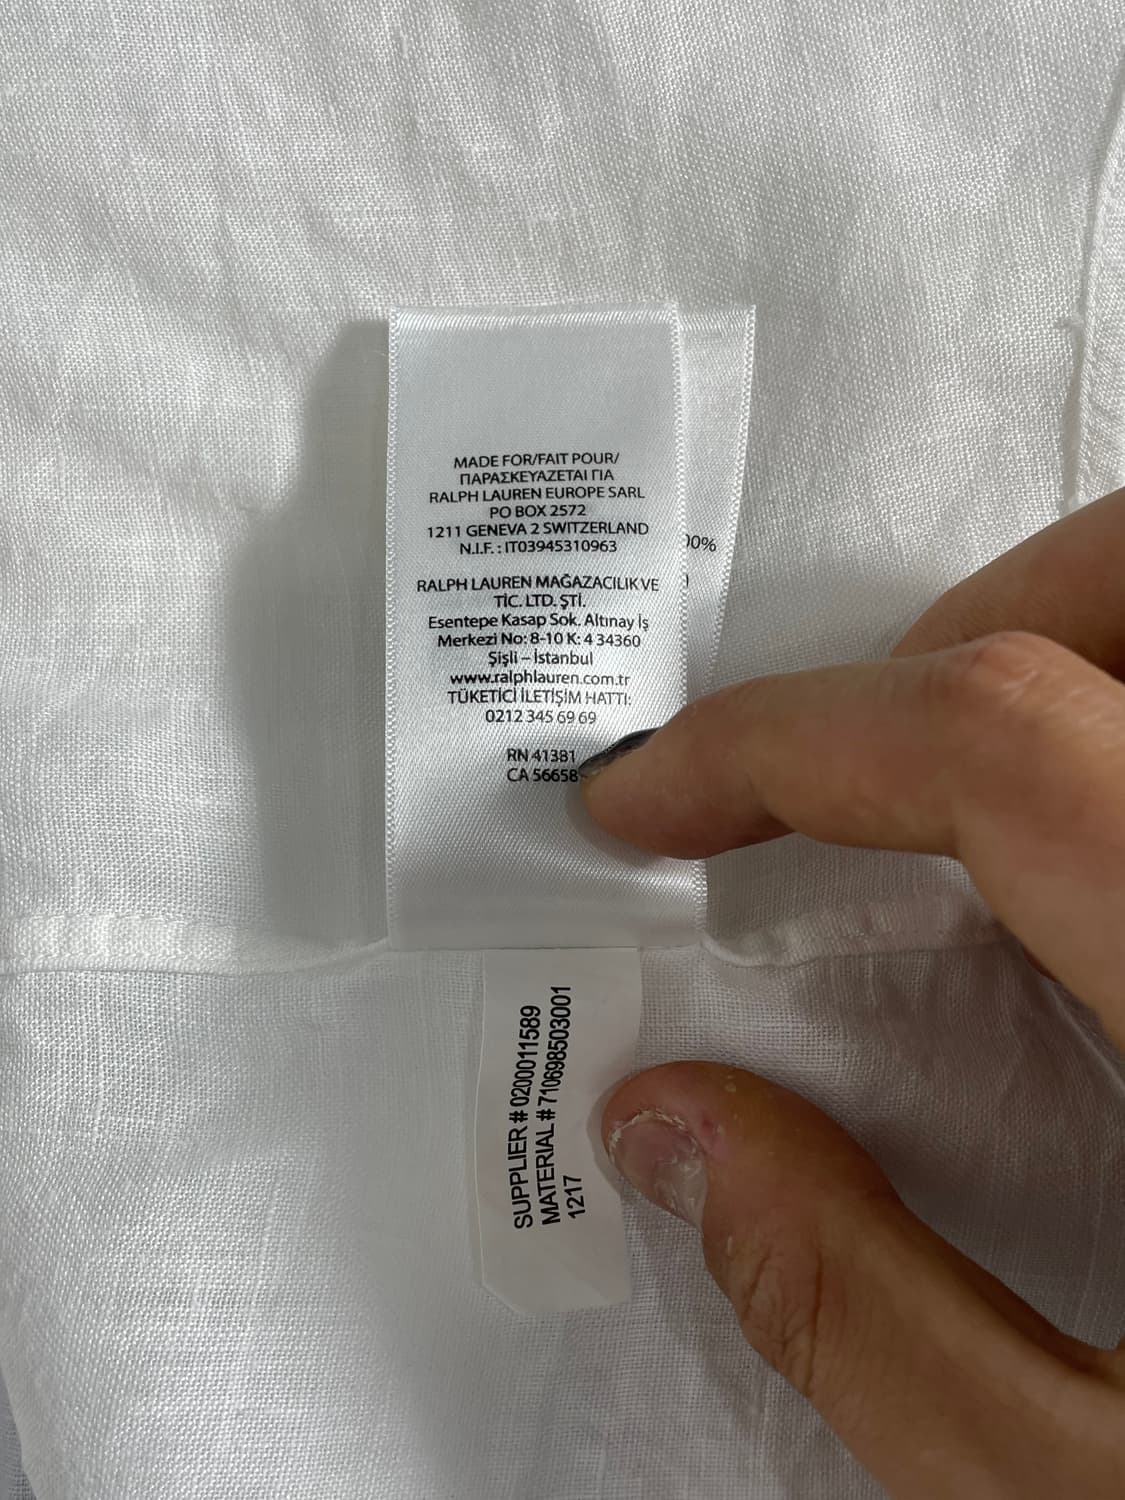 MADE FOR/FAIT POUR/
ΠΑΡΑΣΚΕΥΑΖΕΤΑΙ ΓΙΑ
RALPH LAUREN EUROPE SARL
PO BOX 2572
1211 GENEVA 2 SWITZERLAND
N.I.F. : IT03945310963
RALPH LAUREN MAĞAZACILIK VE
TİC. LTD. ŞTİ.
Esentepe Kasap Sok. Altınay İş
Merkezi No: 8-10 K: 4 34360
Şişli – İstanbul
www.ralphlauren.com.tr
TÜKETİCİ İLETİŞİM HATTI:
0212 345 69 69
RN 41381
CA 56658
SUPPLIER # 0200011589
MATERIAL # 710698503001
1217